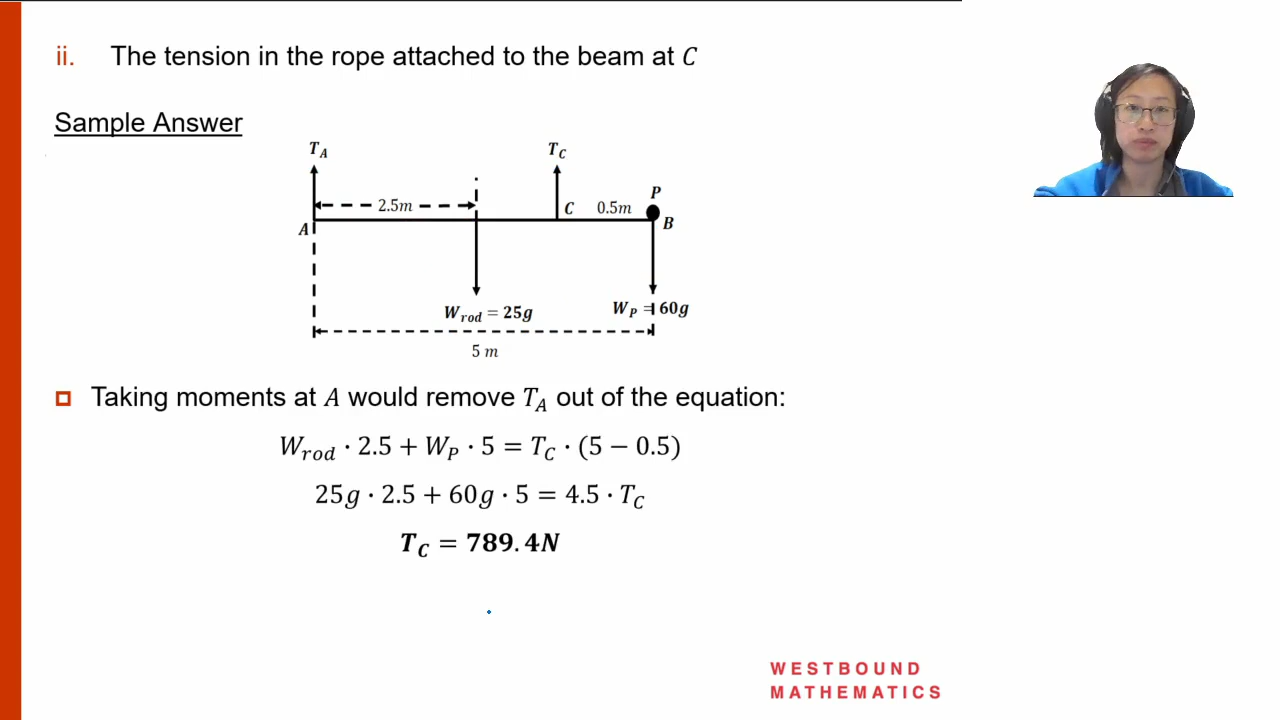 ii. The tension in the rope attached to the beam at C
Sample Answer
T_A
T_C
P
2.5m
C
0.5m
A
B
W_rod = 25g
W_P = 60g
5 m
Taking moments at A would remove T_A out of the equation:
W_rod · 2.5 + W_P · 5 = T_C · (5 − 0.5)
25g · 2.5 + 60g · 5 = 4.5 · T_C
T_C = 789.4N
WESTBOUND
MATHEMATICS